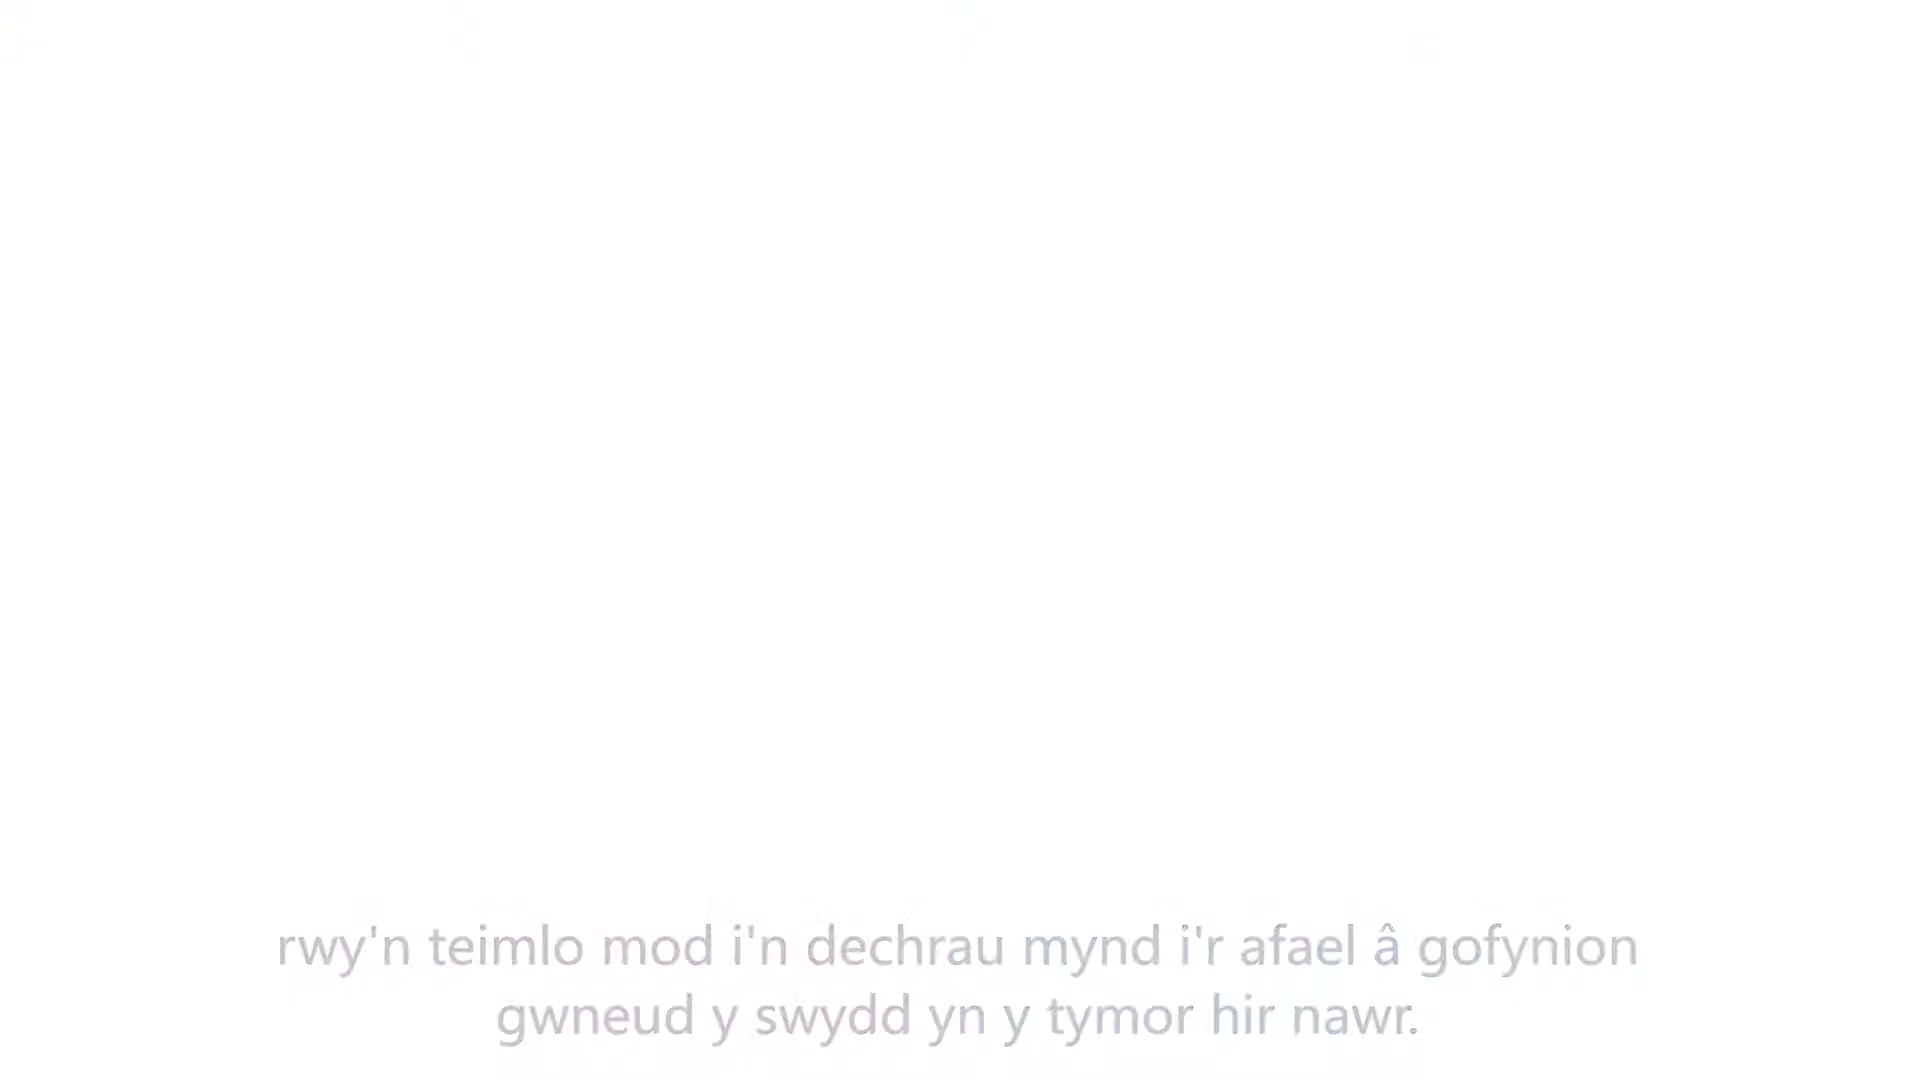 rwy'n teimlo mod i'n dechrau mynd i'r afael â gofynion
gwneud y swydd yn y tymor hir nawr.